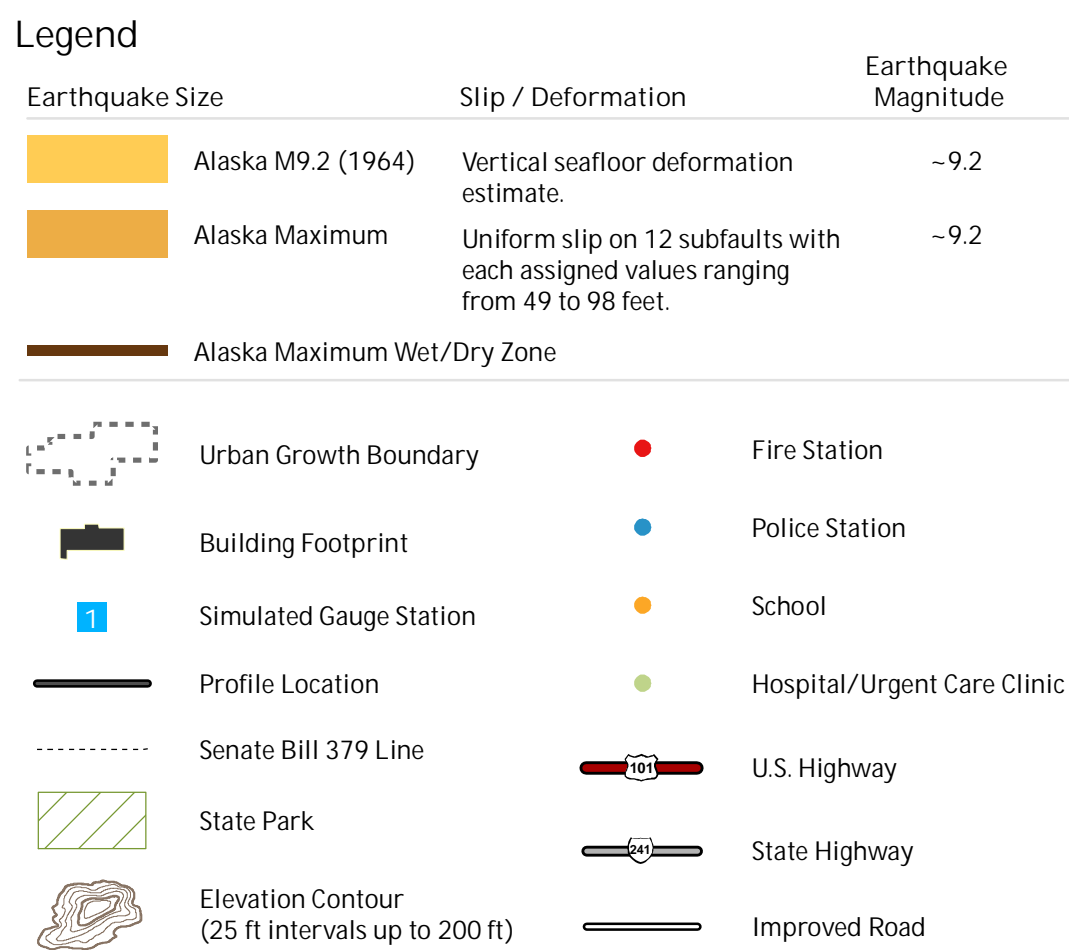 Legend
Earthquake Size
Slip / Deformation
Earthquake
Magnitude
Alaska M9.2 (1964)
Vertical seafloor deformation
estimate.
~9.2
Alaska Maximum
Uniform slip on 12 subfaults with
each assigned values ranging
from 49 to 98 feet.
~9.2
Alaska Maximum Wet/Dry Zone
Urban Growth Boundary
Building Footprint
1
Simulated Gauge Station
Profile Location
Senate Bill 379 Line
State Park
Elevation Contour
(25 ft intervals up to 200 ft)
Fire Station
Police Station
School
Hospital/Urgent Care Clinic
101
U.S. Highway
241
State Highway
Improved Road